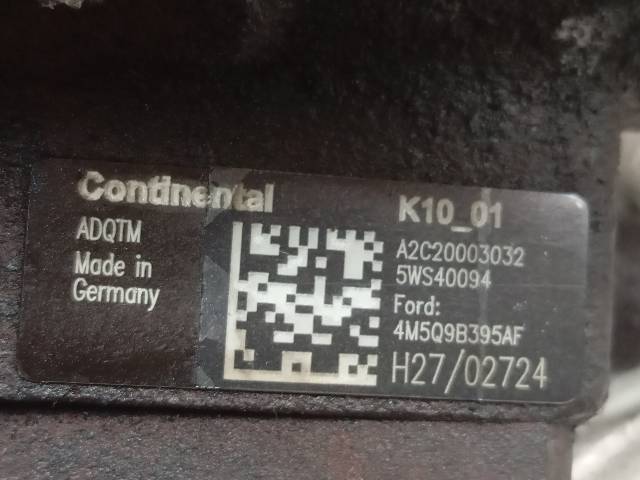 Continental
ADQTM
Made in
Germany
K10_01
A2C20003032
5WS40094
Ford:
4M5Q9B395AF
H27/02724